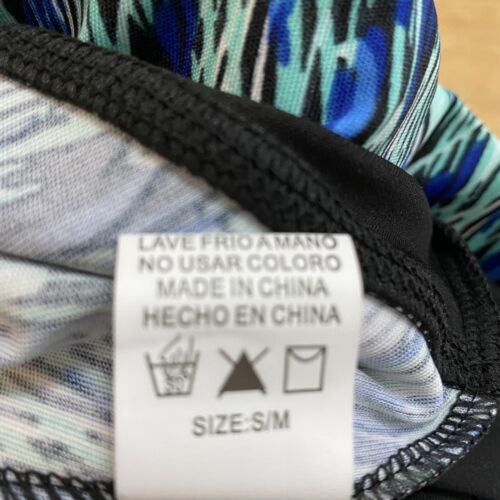 LAVE FRIO A MANO
NO USAR COLORO
MADE IN CHINA
HECHO EN CHINA
SIZE:S/M